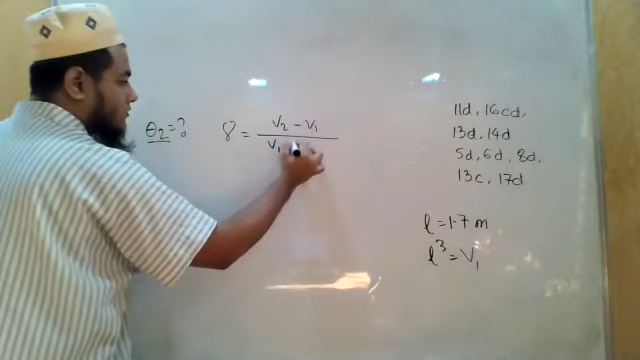 θ₂=?
γ = (V₂ - V₁) / V₁
11d, 16cd,
13d, 14d
5d, 6d, 8d,
13c, 17d
l = 1.7 m
l³ = V₁